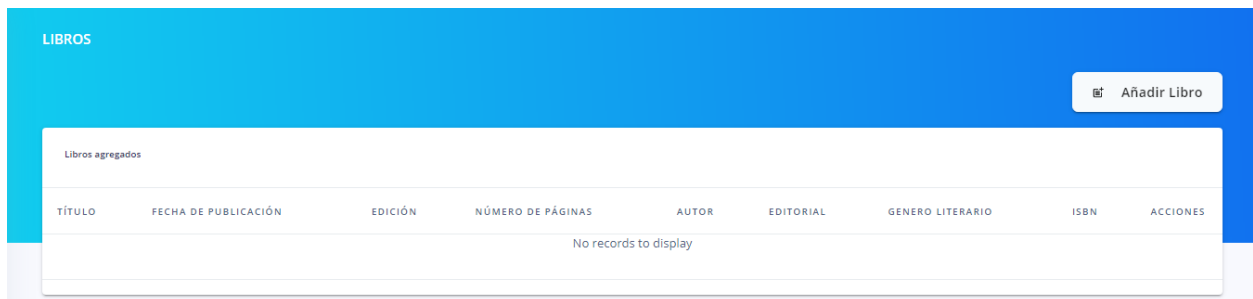 LIBROS
Añadir Libro
Libros agregados
TÍTULO FECHA DE PUBLICACIÓN EDICIÓN NÚMERO DE PÁGINAS AUTOR EDITORIAL GENERO LITERARIO ISBN ACCIONES
No records to display